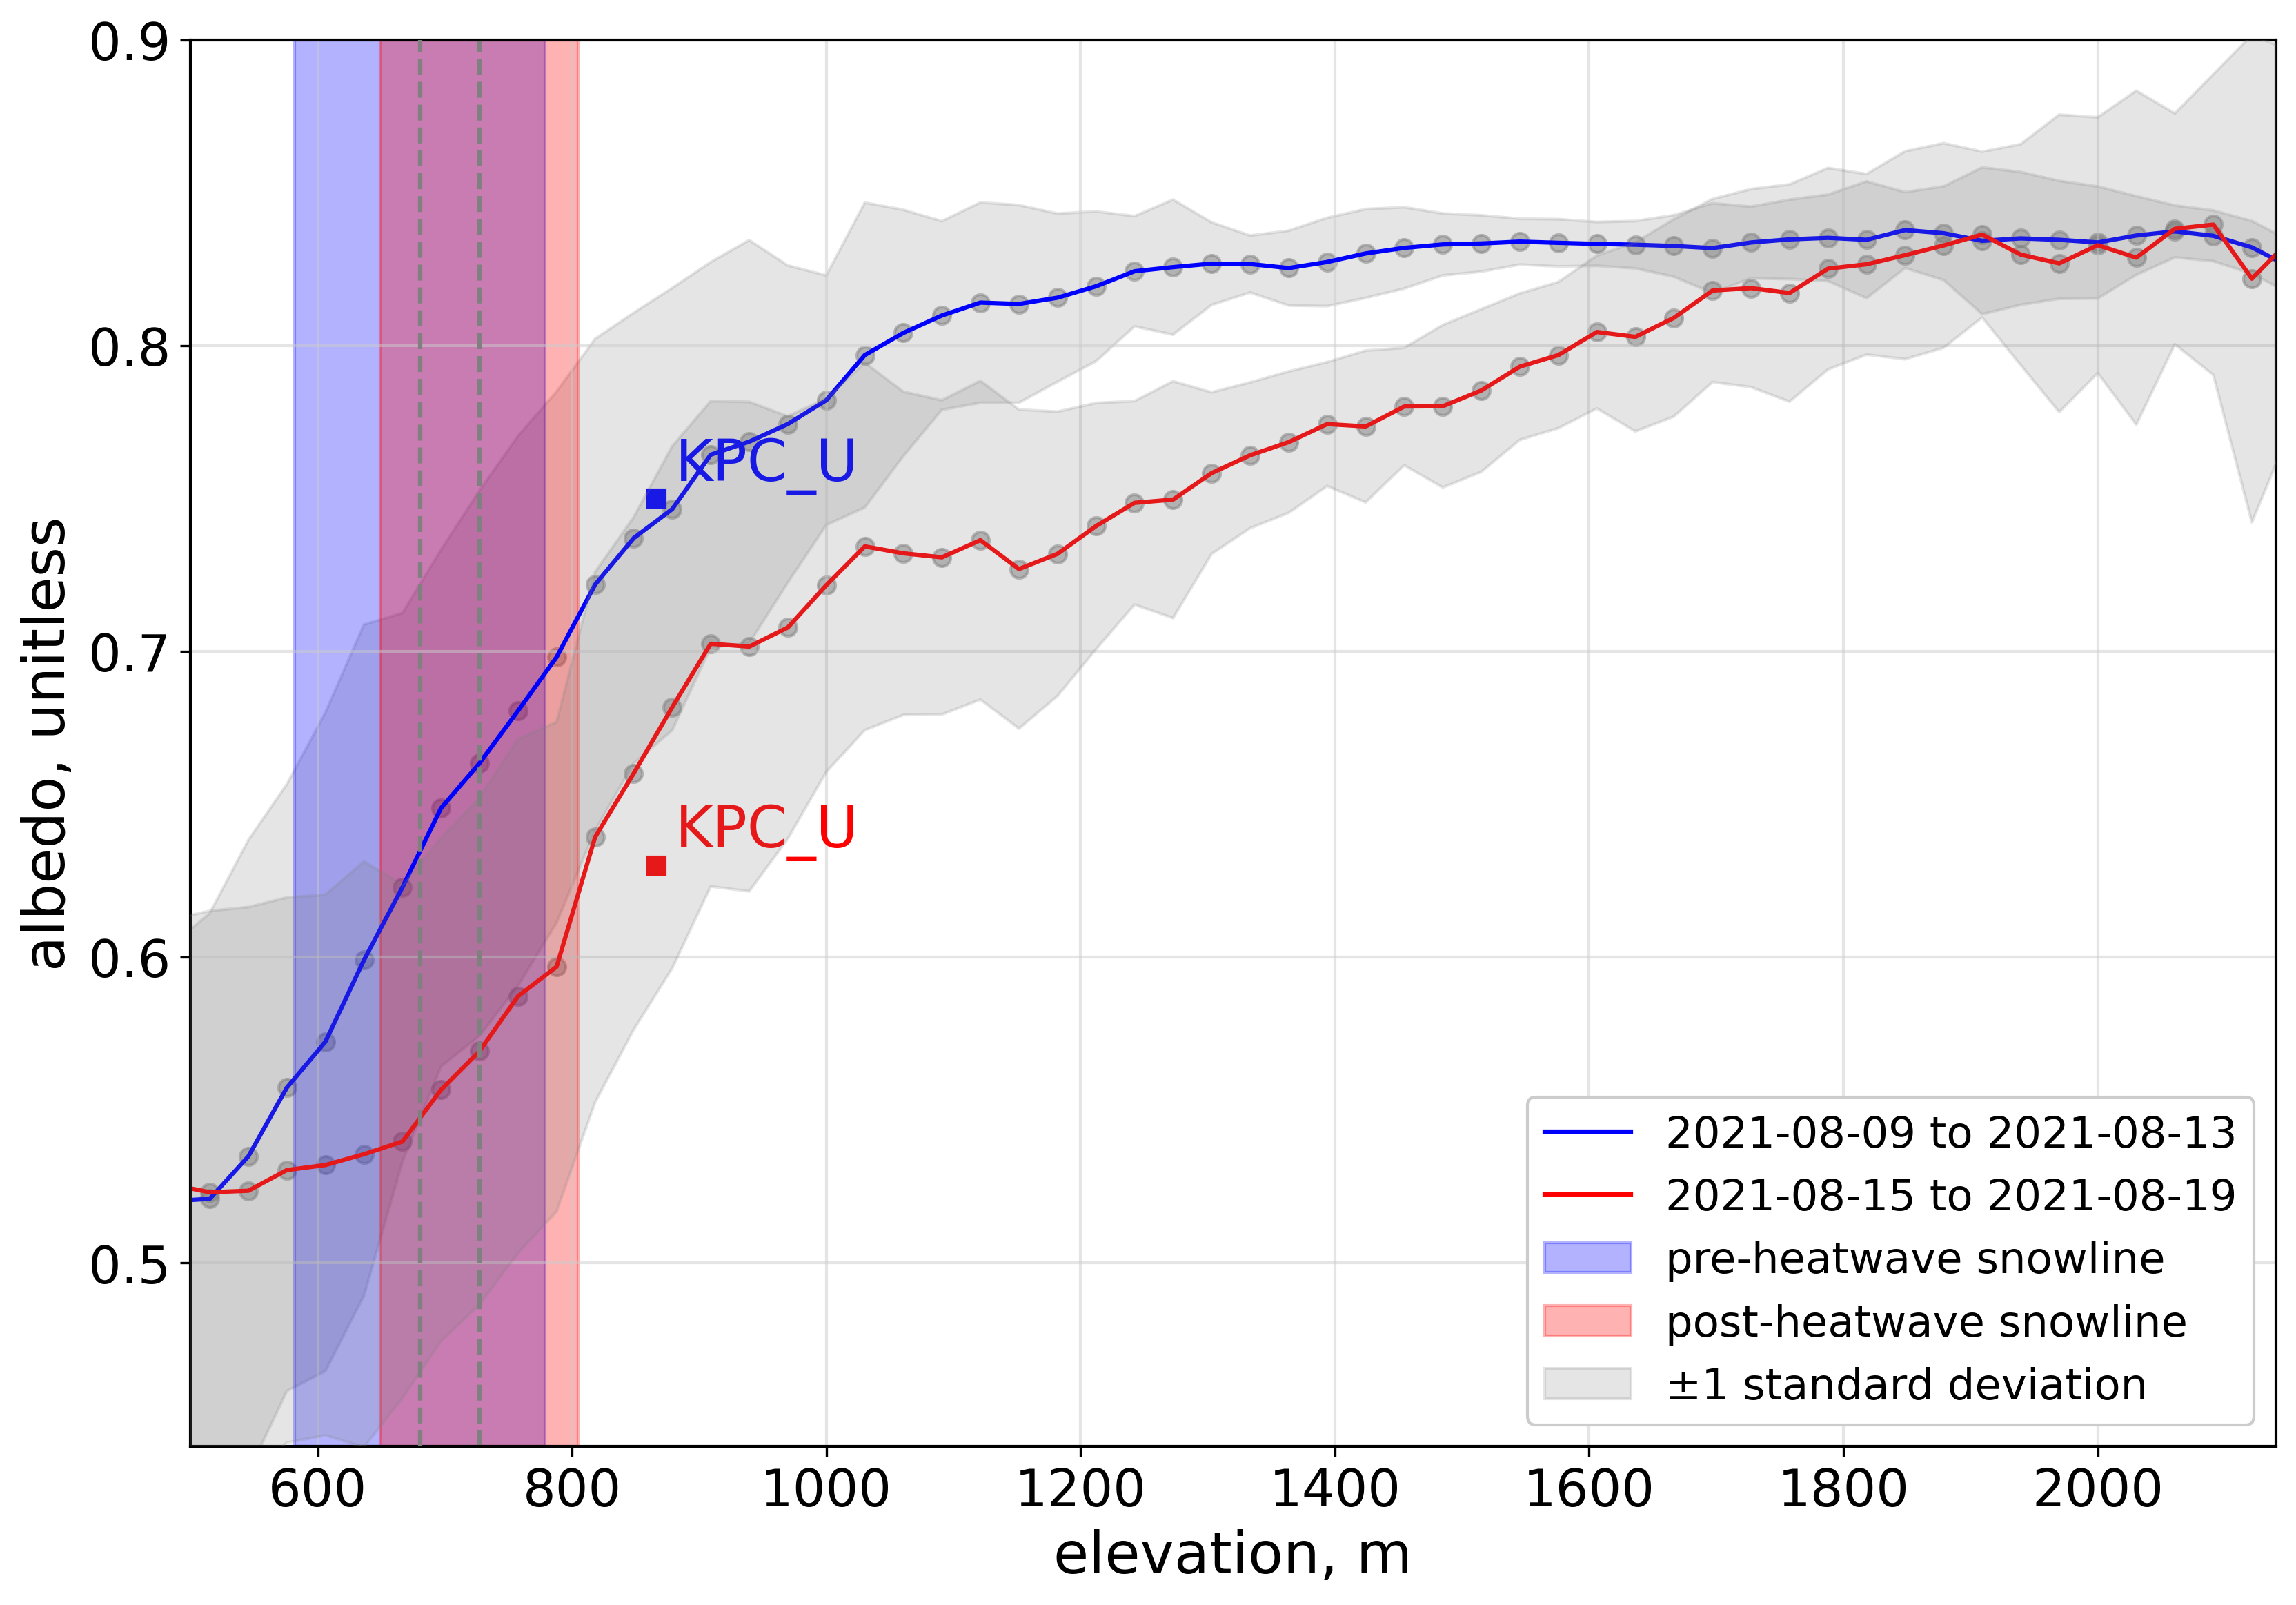 0.9
0.8
0.7
0.6
0.5
albedo, unitless
KPC_U
KPC_U
2021-08-09 to 2021-08-13
2021-08-15 to 2021-08-19
pre-heatwave snowline
post-heatwave snowline
±1 standard deviation
600 800 1000 1200 1400 1600 1800 2000
elevation, m